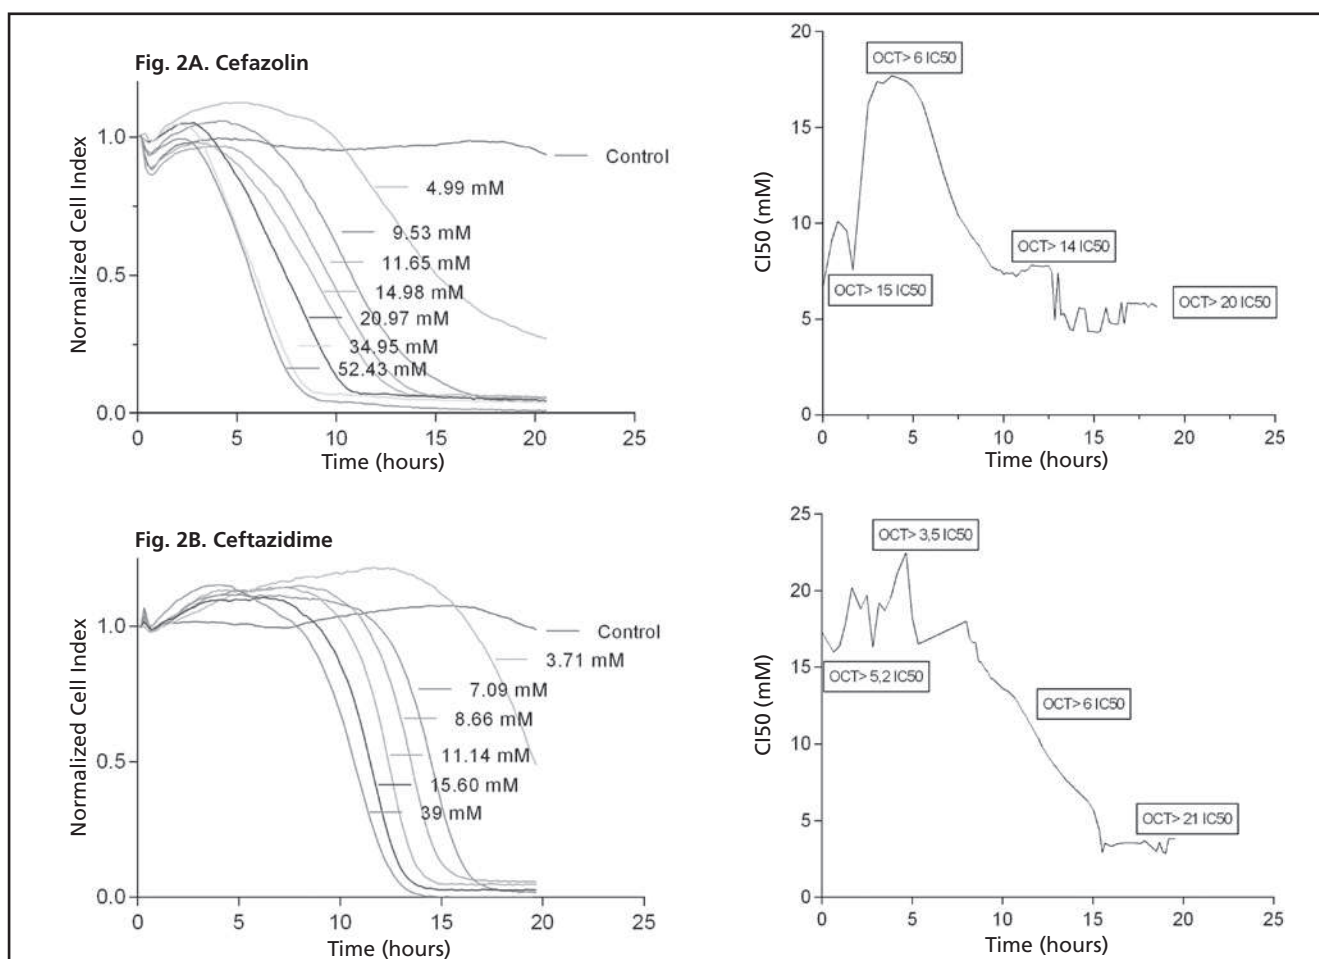 Fig. 2A. Cefazolin
Normalized Cell Index
1.0
0.5
0.0
Control
4.99 mM
9.53 mM
11.65 mM
14.98 mM
20.97 mM
34.95 mM
52.43 mM
0 5 10 15 20 25
Time (hours)
CI50 (mM)
20
15
10
5
0
OCT> 6 IC50
OCT> 15 IC50
OCT> 14 IC50
OCT> 20 IC50
0 5 10 15 20 25
Time (hours)
Fig. 2B. Ceftazidime
Normalized Cell Index
1.0
0.5
0.0
Control
3.71 mM
7.09 mM
8.66 mM
11.14 mM
15.60 mM
39 mM
0 5 10 15 20 25
Time (hours)
CI50 (mM)
25
20
15
10
5
0
OCT> 3,5 IC50
OCT> 5,2 IC50
OCT> 6 IC50
OCT> 21 IC50
0 5 10 15 20 25
Time (hours)